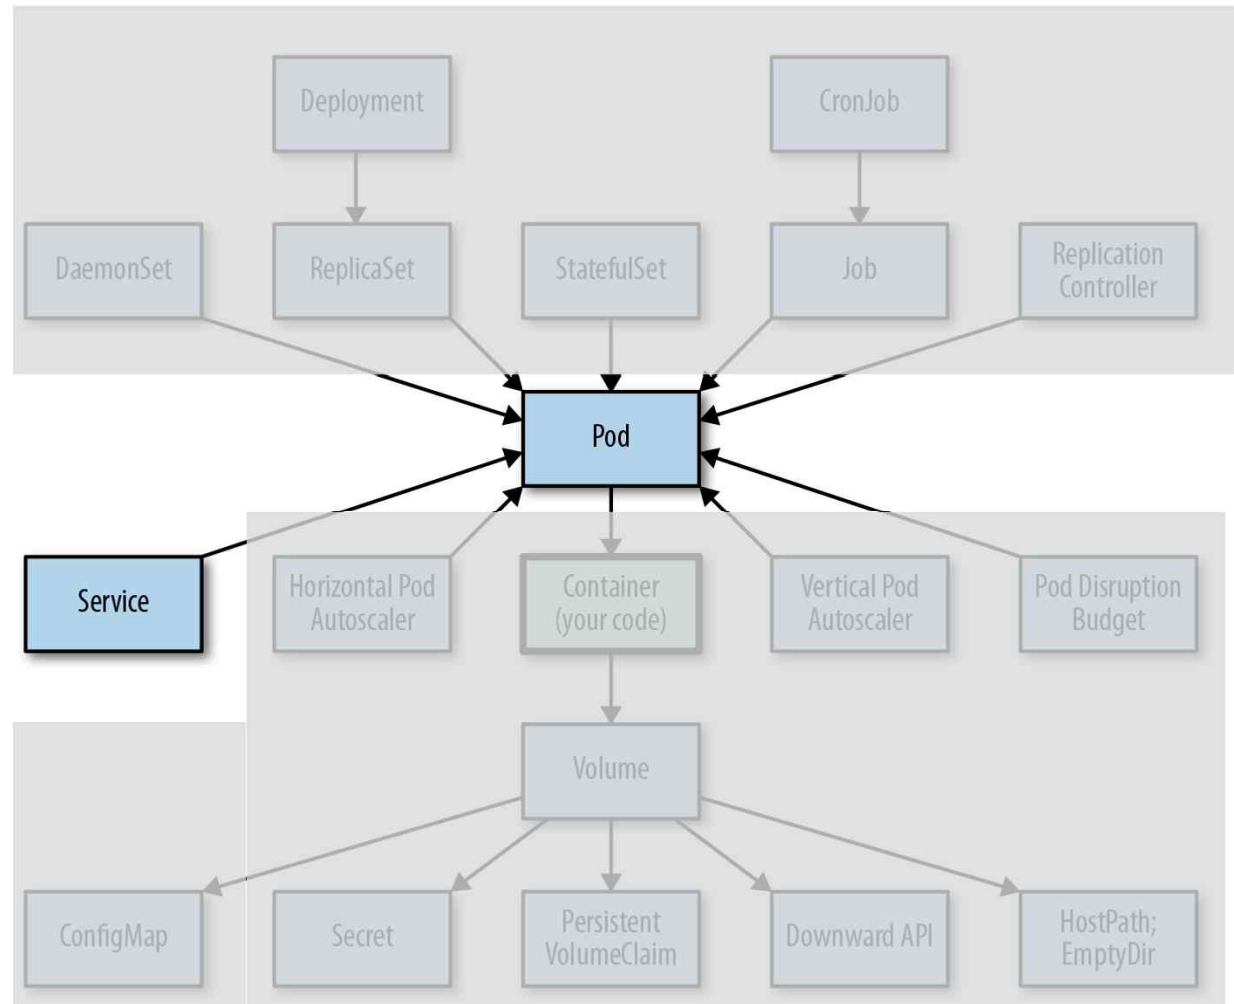 Deployment
CronJob
DaemonSet
ReplicaSet
StatefulSet
Job
Replication
Controller
Pod
Service
Horizontal Pod
Autoscaler
Container
(your code)
Vertical Pod
Autoscaler
Pod Disruption
Budget
Volume
ConfigMap
Secret
Persistent
VolumeClaim
Downward API
HostPath;
EmptyDir